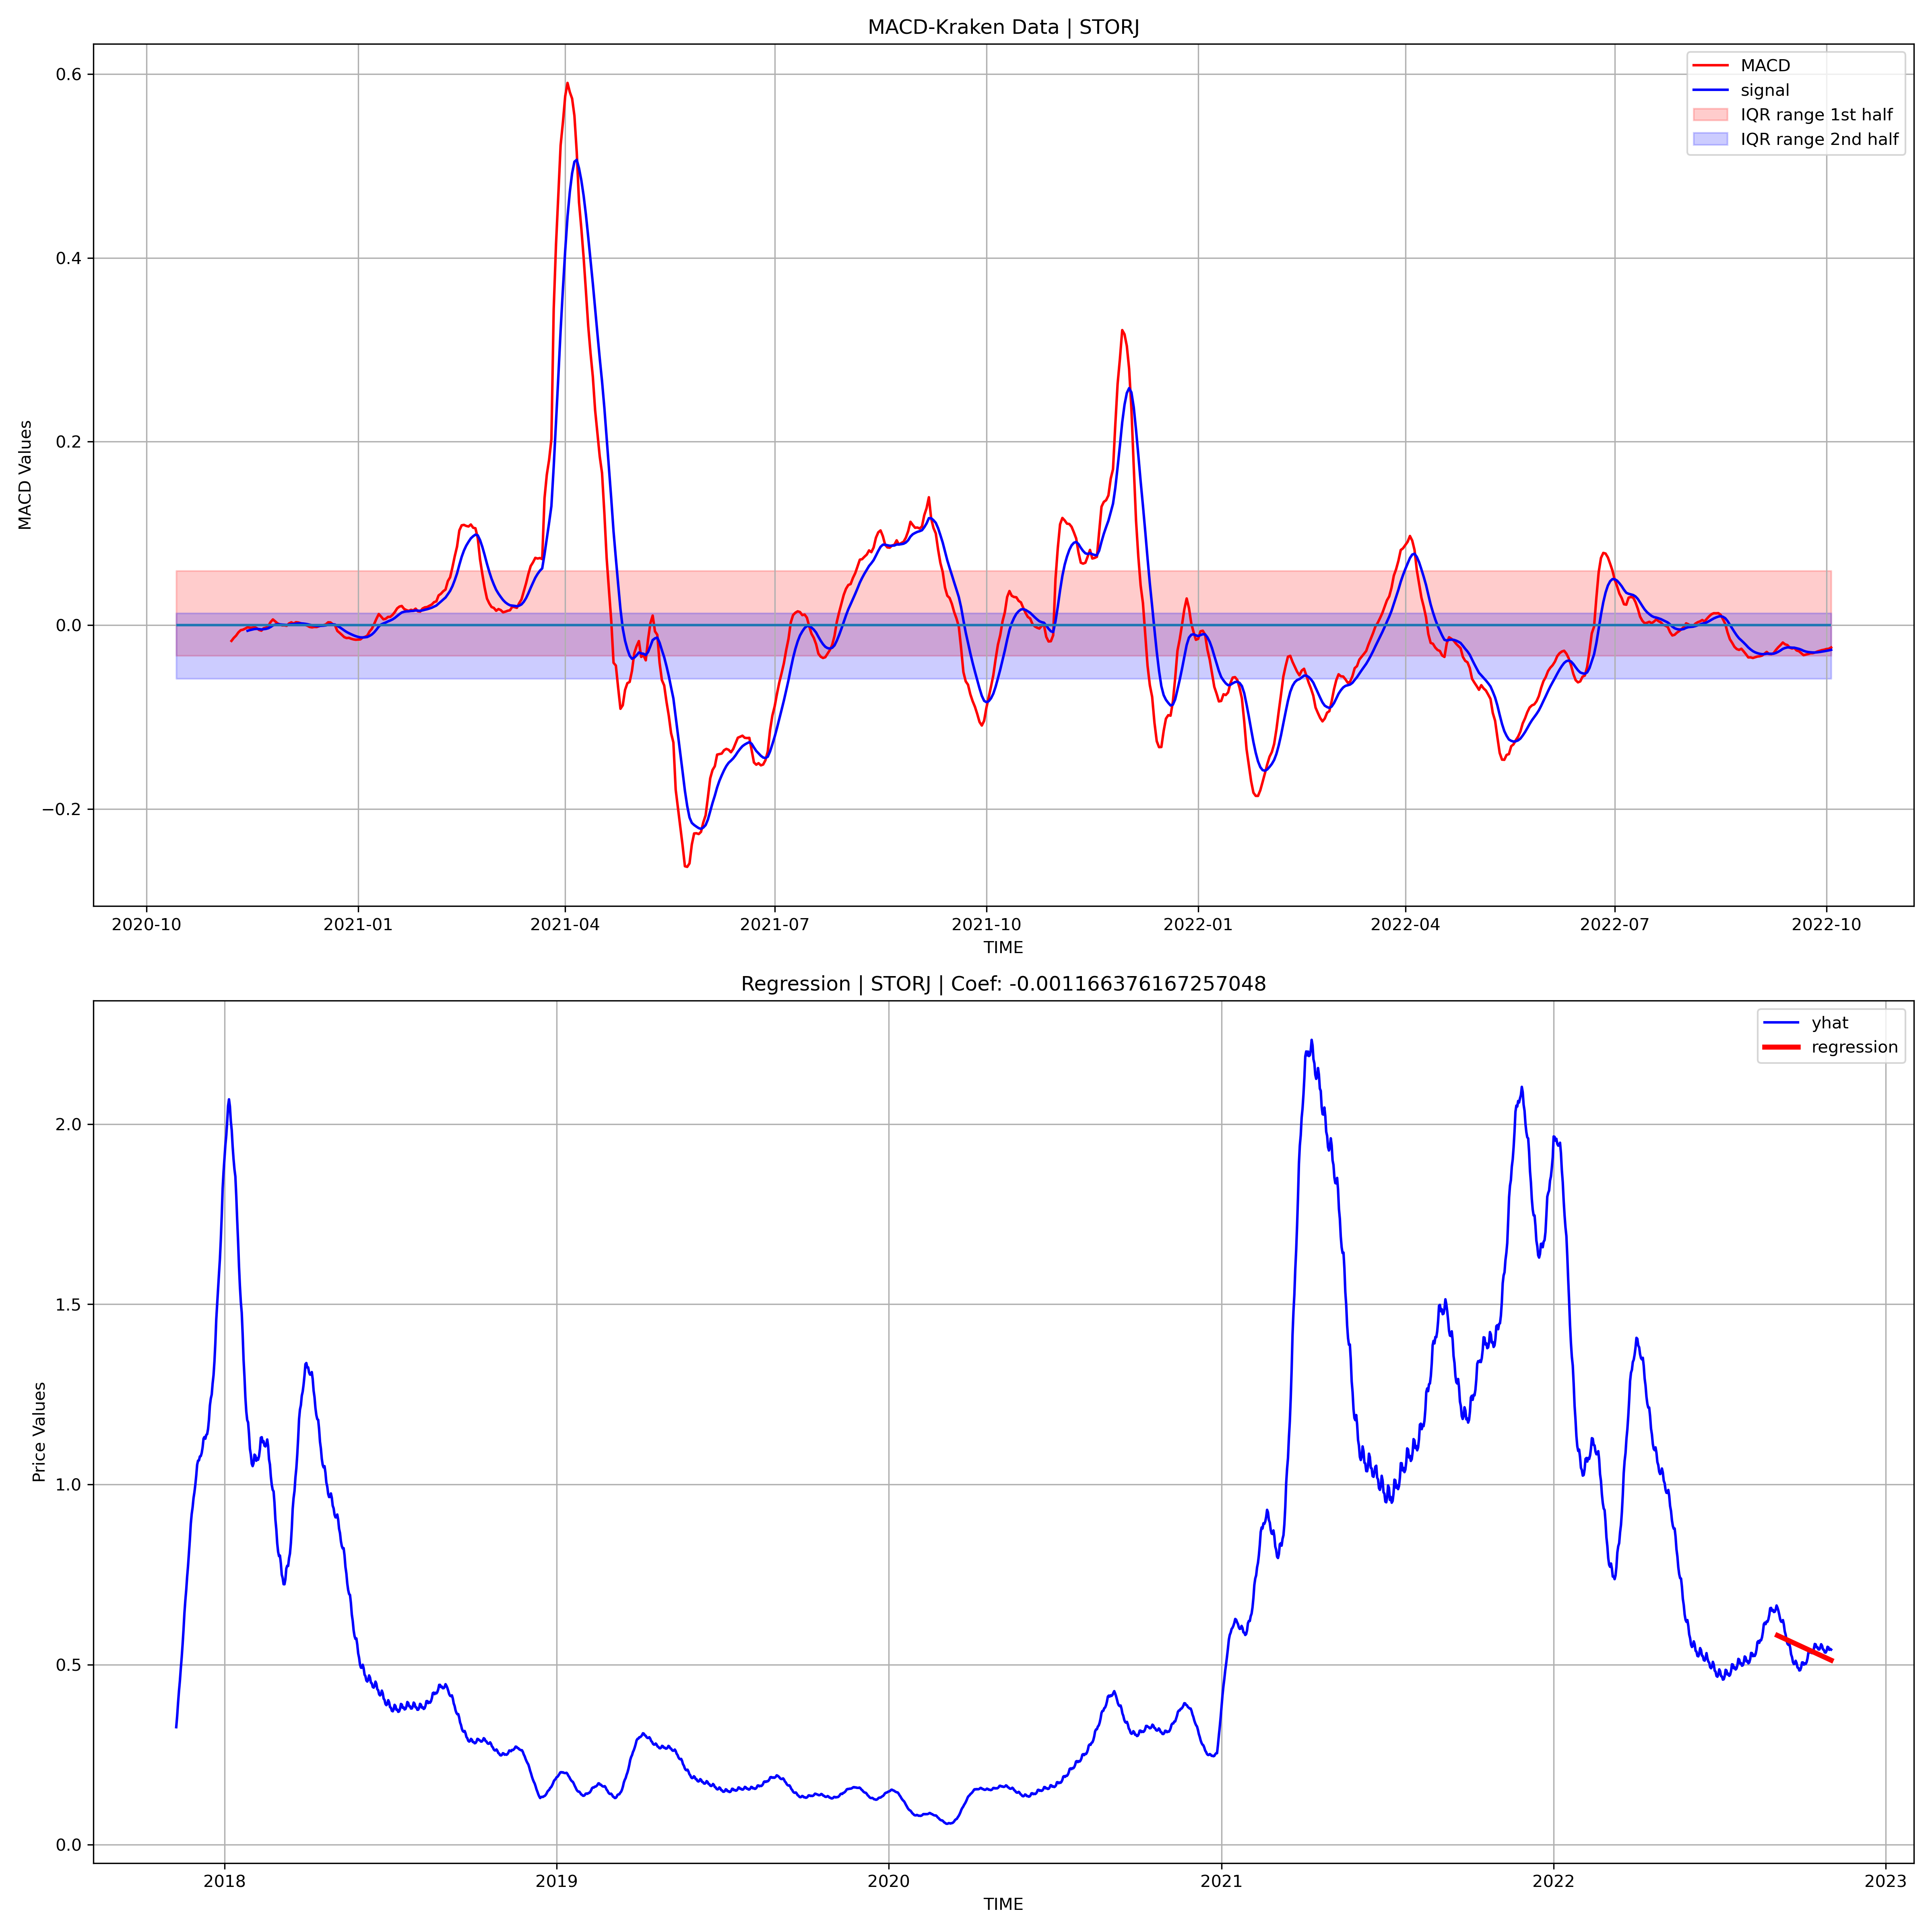 MACD-Kraken Data | STORJ
MACD
signal
IQR range 1st half
IQR range 2nd half
MACD Values
0.6
0.4
0.2
0.0
−0.2
2020-10
2021-01
2021-04
2021-07
2021-10
2022-01
2022-04
2022-07
2022-10
TIME
Regression | STORJ | Coef: -0.001166376167257048
yhat
regression
Price Values
2.0
1.5
1.0
0.5
0.0
2018
2019
2020
2021
2022
2023
TIME